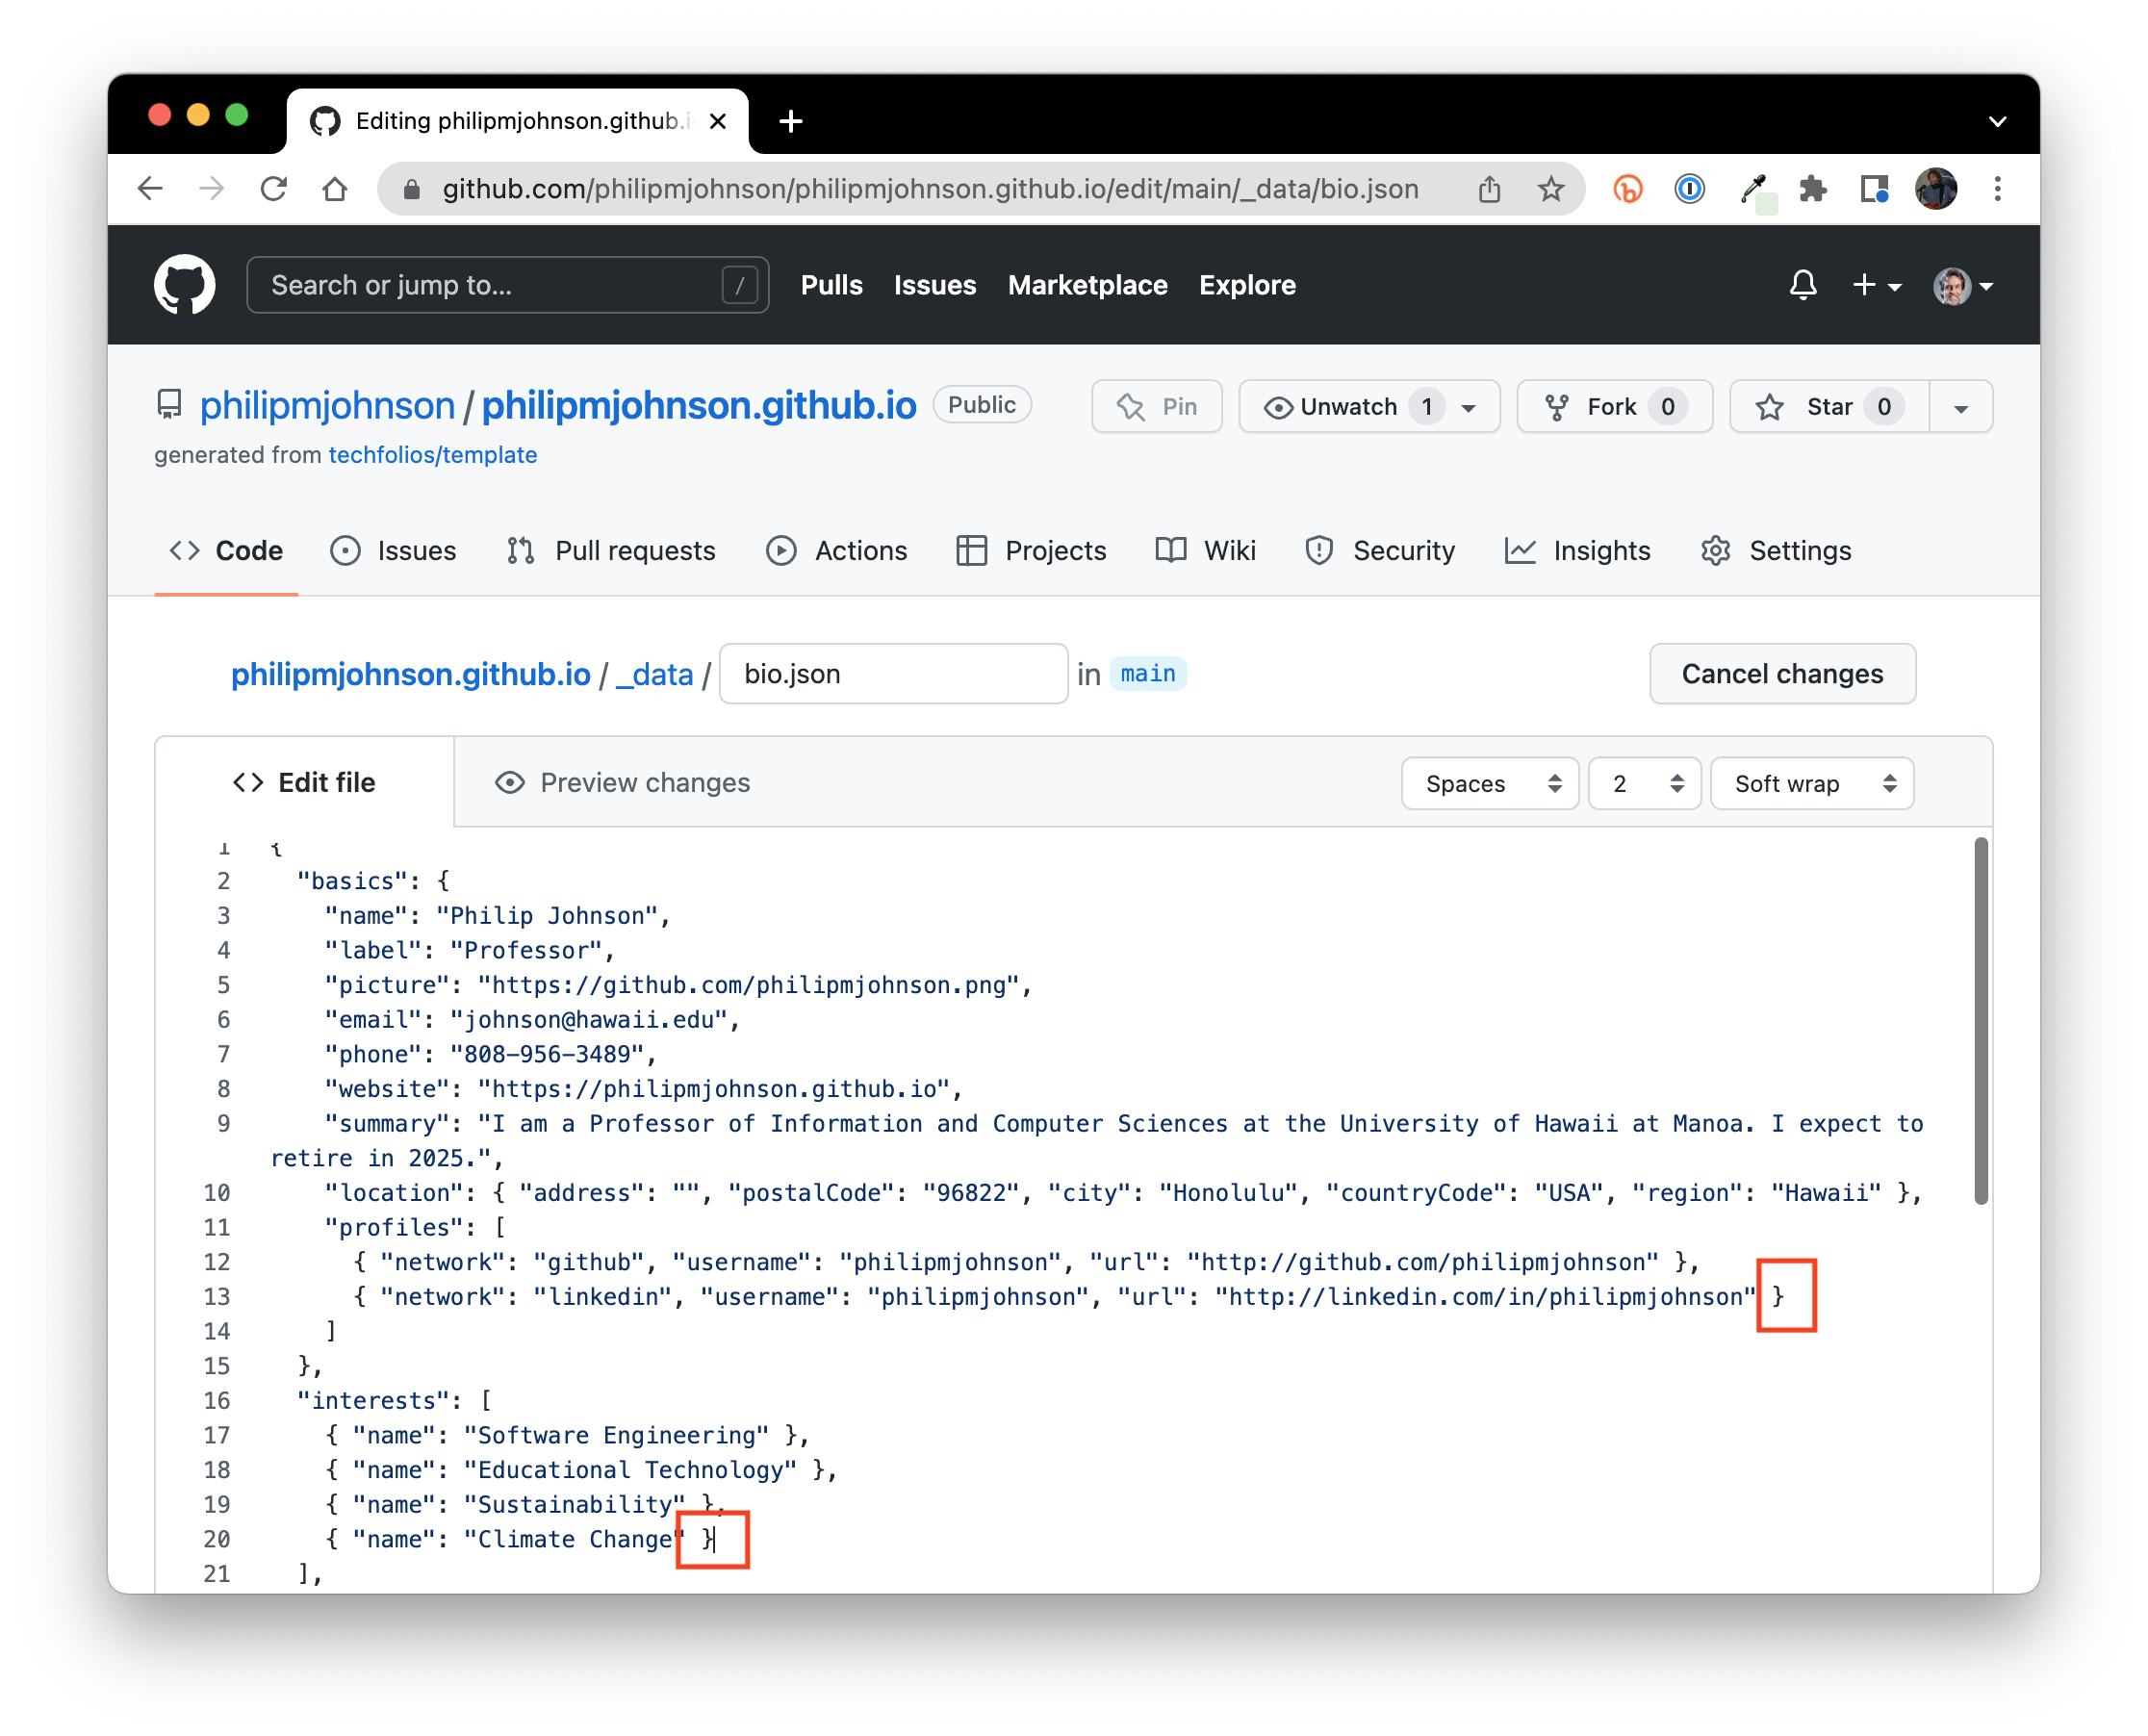 Editing philipmjohnson.github.i
github.com/philipmjohnson/philipmjohnson.github.io/edit/main/_data/bio.json
Search or jump to... /
Pulls Issues Marketplace Explore
philipmjohnson / philipmjohnson.github.io Public
Pin Unwatch 1 Fork 0 Star 0
generated from techfolios/template
Code Issues Pull requests Actions Projects Wiki Security Insights Settings
philipmjohnson.github.io / _data / bio.json in main Cancel changes
Edit file Preview changes Spaces 2 Soft wrap
1 {
2 "basics": {
3 "name": "Philip Johnson",
4 "label": "Professor",
5 "picture": "https://github.com/philipmjohnson.png",
6 "email": "johnson@hawaii.edu",
7 "phone": "808-956-3489",
8 "website": "https://philipmjohnson.github.io",
9 "summary": "I am a Professor of Information and Computer Sciences at the University of Hawaii at Manoa. I expect to
retire in 2025.",
10 "location": { "address": "", "postalCode": "96822", "city": "Honolulu", "countryCode": "USA", "region": "Hawaii" },
11 "profiles": [
12 { "network": "github", "username": "philipmjohnson", "url": "http://github.com/philipmjohnson" },
13 { "network": "linkedin", "username": "philipmjohnson", "url": "http://linkedin.com/in/philipmjohnson" }
14 ]
15 },
16 "interests": [
17 { "name": "Software Engineering" },
18 { "name": "Educational Technology" },
19 { "name": "Sustainability" },
20 { "name": "Climate Change" }
21 ],